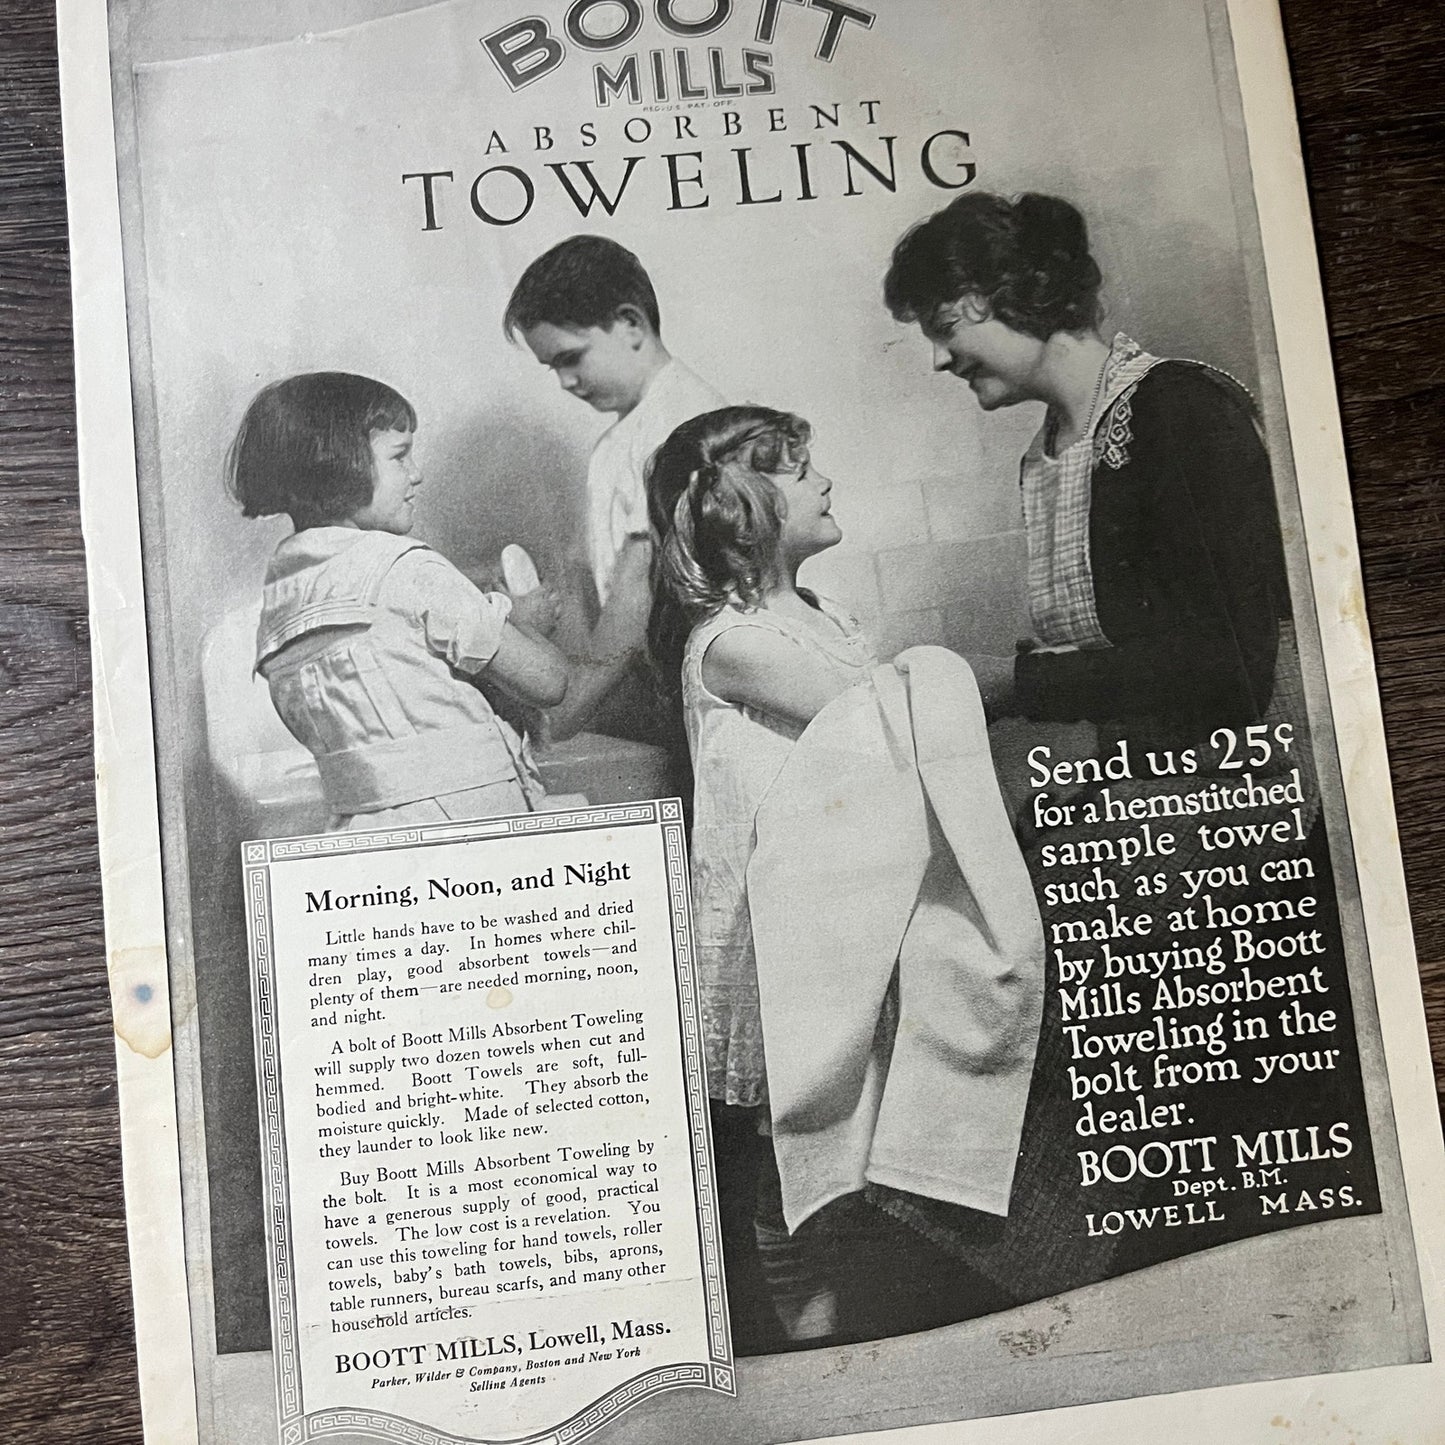 BOOTT
MILLS
REG. U.S. PAT. OFF.
ABSORBENT
TOWELING
Send us 25¢
for a hemstitched
sample towel
such as you can
make at home
by buying Boott
Mills Absorbent
Toweling in the
bolt from your
dealer.
BOOTT MILLS
Dept. B.M.
LOWELL MASS.
Morning, Noon, and Night
Little hands have to be washed and dried
many times a day. In homes where chil-
dren play, good absorbent towels—and
plenty of them—are needed morning, noon,
and night.
A bolt of Boott Mills Absorbent Toweling
will supply two dozen towels when cut and
hemmed. Boott Towels are soft, full-
bodied and bright-white. They absorb the
moisture quickly. Made of selected cotton,
they launder to look like new.
Buy Boott Mills Absorbent Toweling by
the bolt. It is a most economical way to
have a generous supply of good, practical
towels. The low cost is a revelation. You
can use this toweling for hand towels, roller
towels, baby's bath towels, bibs, aprons,
table runners, bureau scarfs, and many other
household articles.
BOOTT MILLS, Lowell, Mass.
Parker, Wilder & Company, Boston and New York
Selling Agents